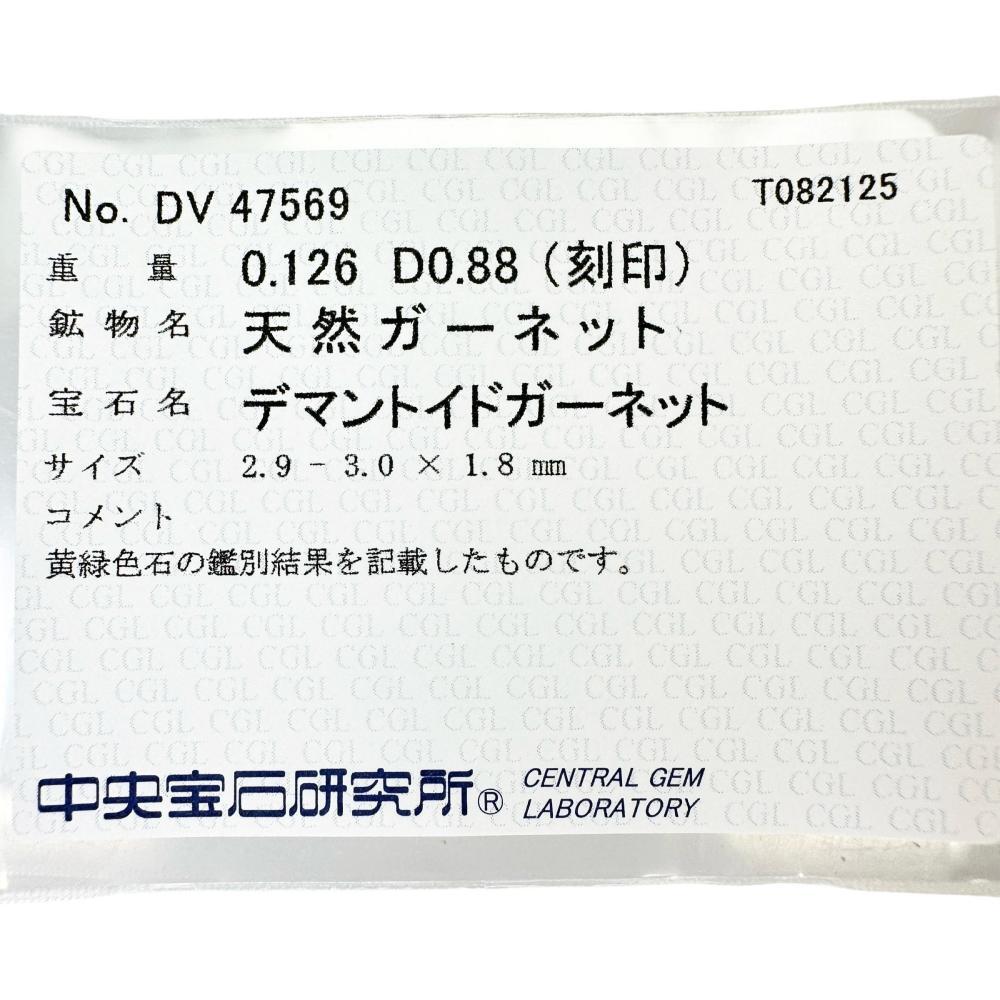 No. DV 47569 T082125
重 量 0.126 D0.88 (刻印)
鉱物名 天然ガーネット
宝石名 デマントイドガーネット
サイズ 2.9 - 3.0 × 1.8 mm
コメント
黄緑色石の鑑別結果を記載したものです。
中央宝石研究所® CENTRAL GEM
LABORATORY